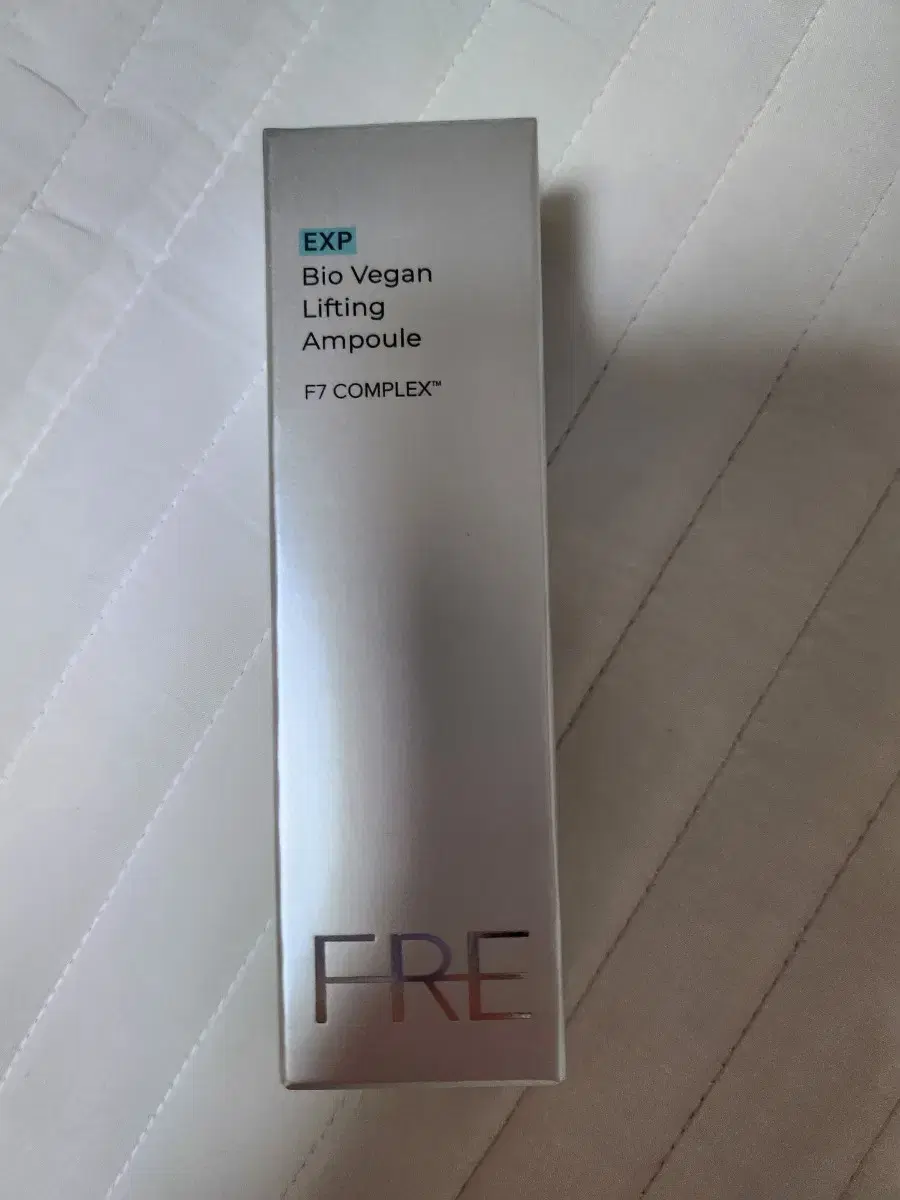 EXP
Bio Vegan
Lifting
Ampoule
F7 COMPLEX™
FRE